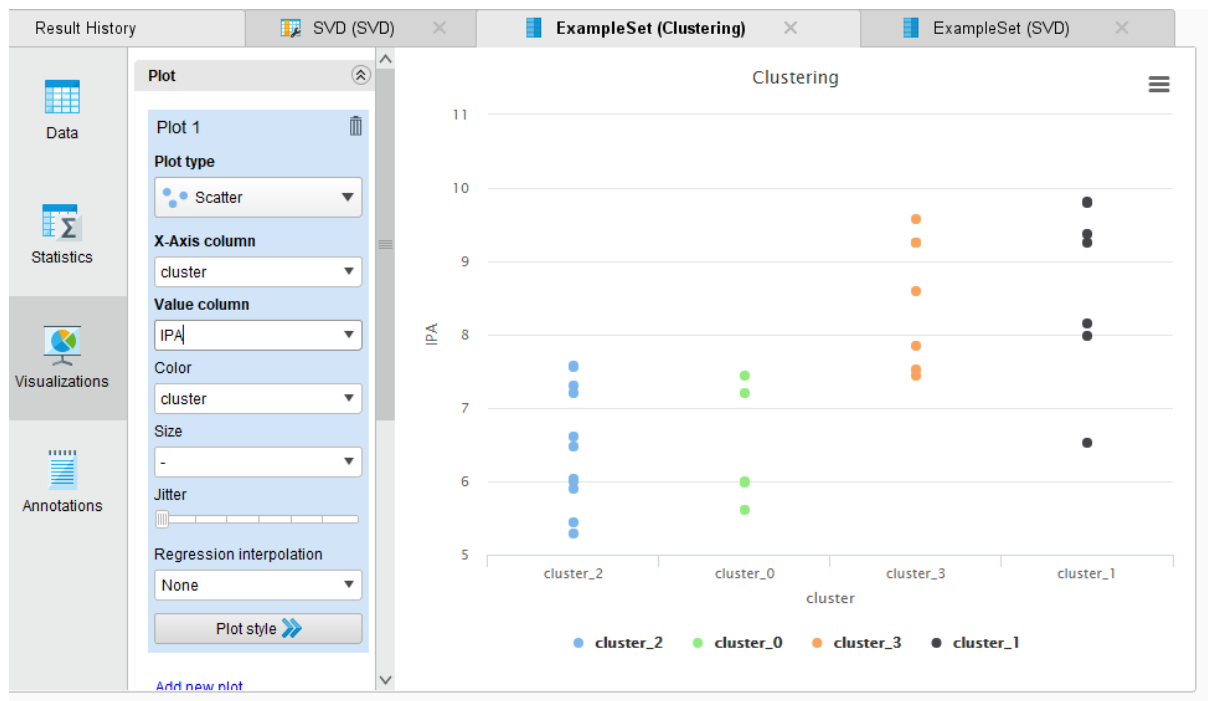 Result History
SVD (SVD)
ExampleSet (Clustering)
ExampleSet (SVD)
Data
Statistics
Visualizations
Annotations
Plot
Plot 1
Plot type
Scatter
X-Axis column
cluster
Value column
IPA
Color
cluster
Size
-
Jitter
Regression interpolation
None
Plot style
Add new plot
Clustering
11
10
9
8
7
6
5
IPA
cluster_2 cluster_0 cluster_3 cluster_1
cluster
cluster_2 cluster_0 cluster_3 cluster_1